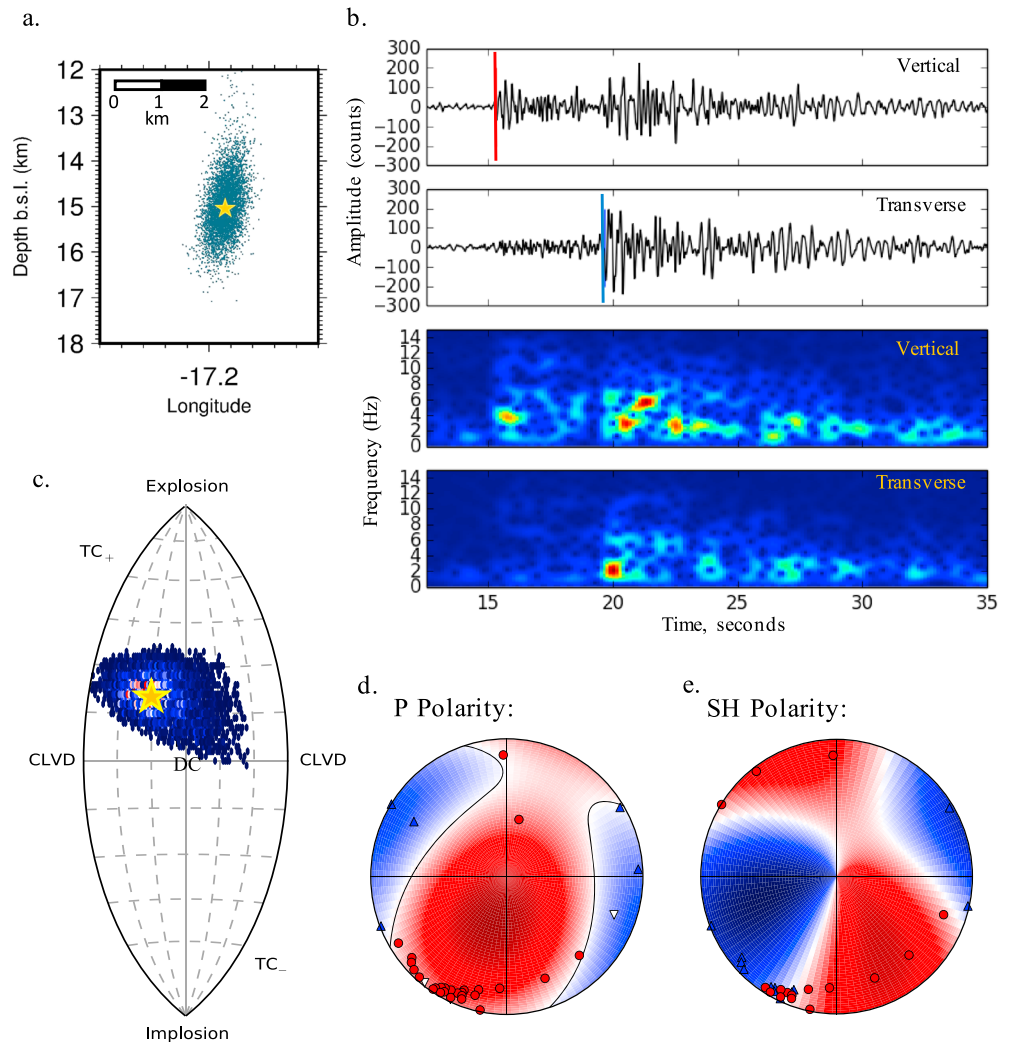 a.
12
13
14
15
16
17
18
Depth b.s.l. (km)
0 1 2
km
-17.2
Longitude
b.
300
200
100
0
−100
−200
−300
Vertical
Amplitude (counts)
300
200
100
0
−100
−200
−300
Transverse
14
12
10
8
6
4
2
0
Vertical
Frequency (Hz)
14
12
10
8
6
4
2
0
Transverse
15 20 25 30 35
Time, seconds
c.
Explosion
TC+
CLVD
DC
CLVD
TC−
Implosion
d.
P Polarity:
e.
SH Polarity: